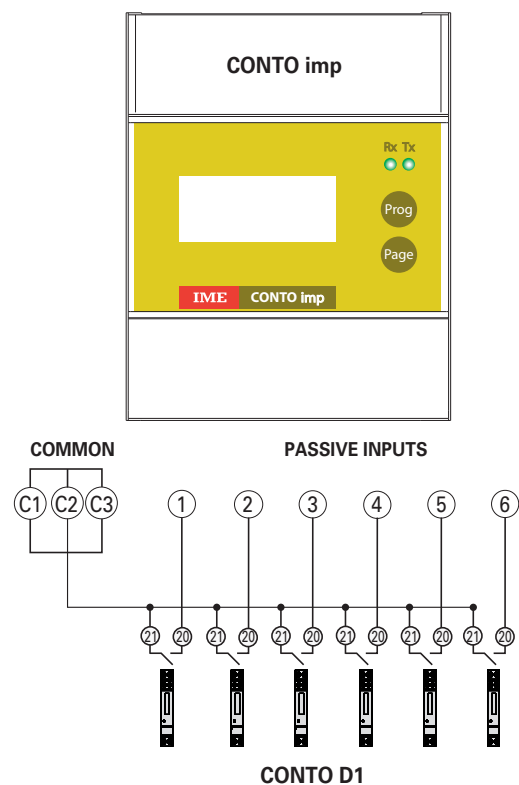 CONTO imp
Rx Tx
Prog
Page
IME CONTO imp
COMMON PASSIVE INPUTS
C1 C2 C3 1 2 3 4 5 6
21 20 21 20 21 20 21 20 21 20 21 20
CONTO D1